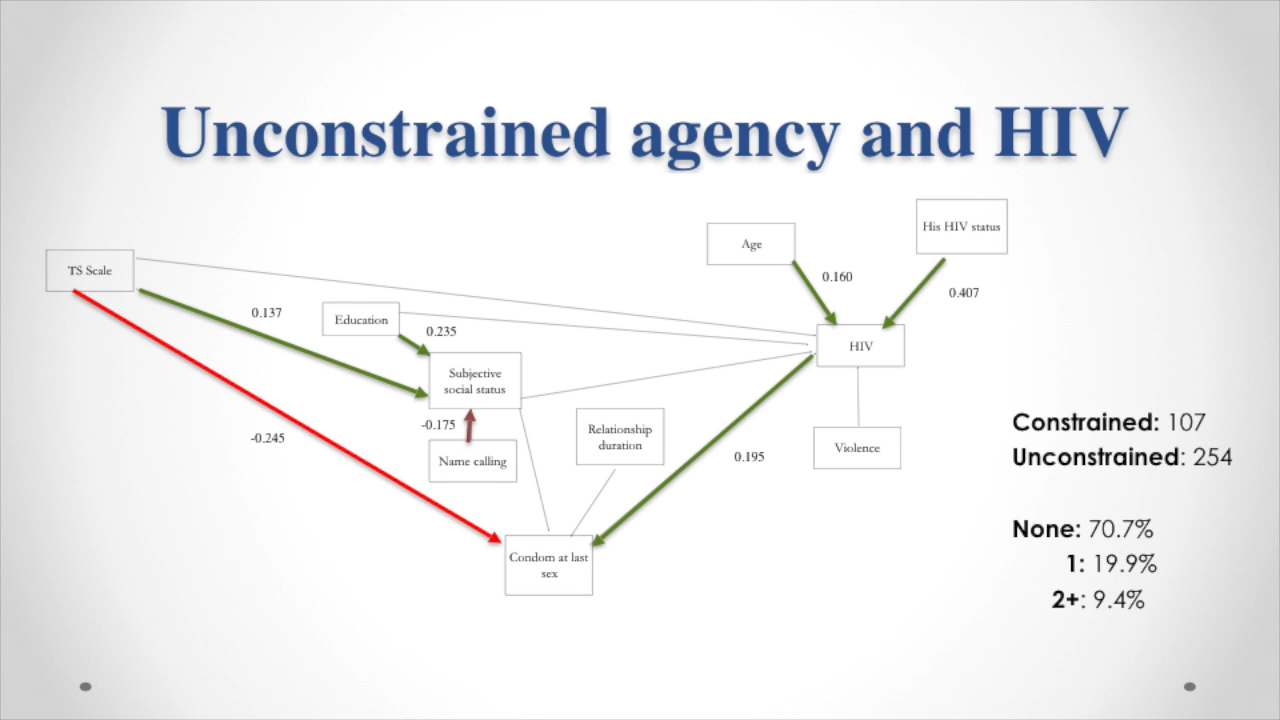 Unconstrained agency and HIV
His HIV status
Age
TS Scale
0.160
0.407
0.137
Education
0.235
HIV
Subjective
social status
-0.175
Relationship
duration
-0.245
Name calling
0.195
Violence
Condom at last
sex
Constrained: 107
Unconstrained: 254
None: 70.7%
1: 19.9%
2+: 9.4%